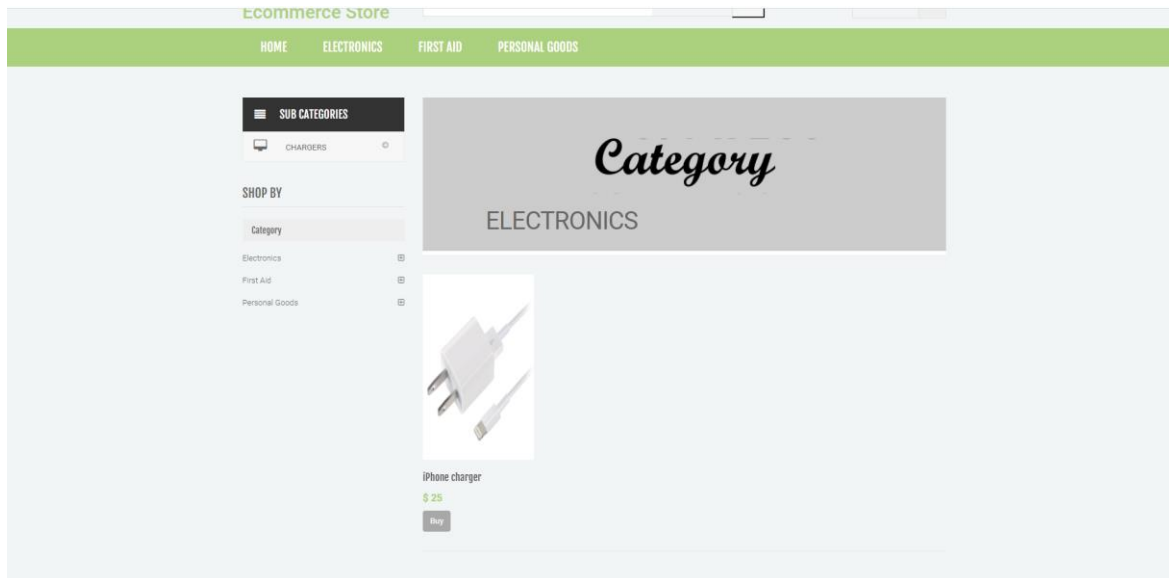 Ecommerce Store
HOME ELECTRONICS FIRST AID PERSONAL GOODS
SUB CATEGORIES
CHARGERS
SHOP BY
Category
Electronics
First Aid
Personal Goods
Category
ELECTRONICS
iPhone charger
$ 25
Buy